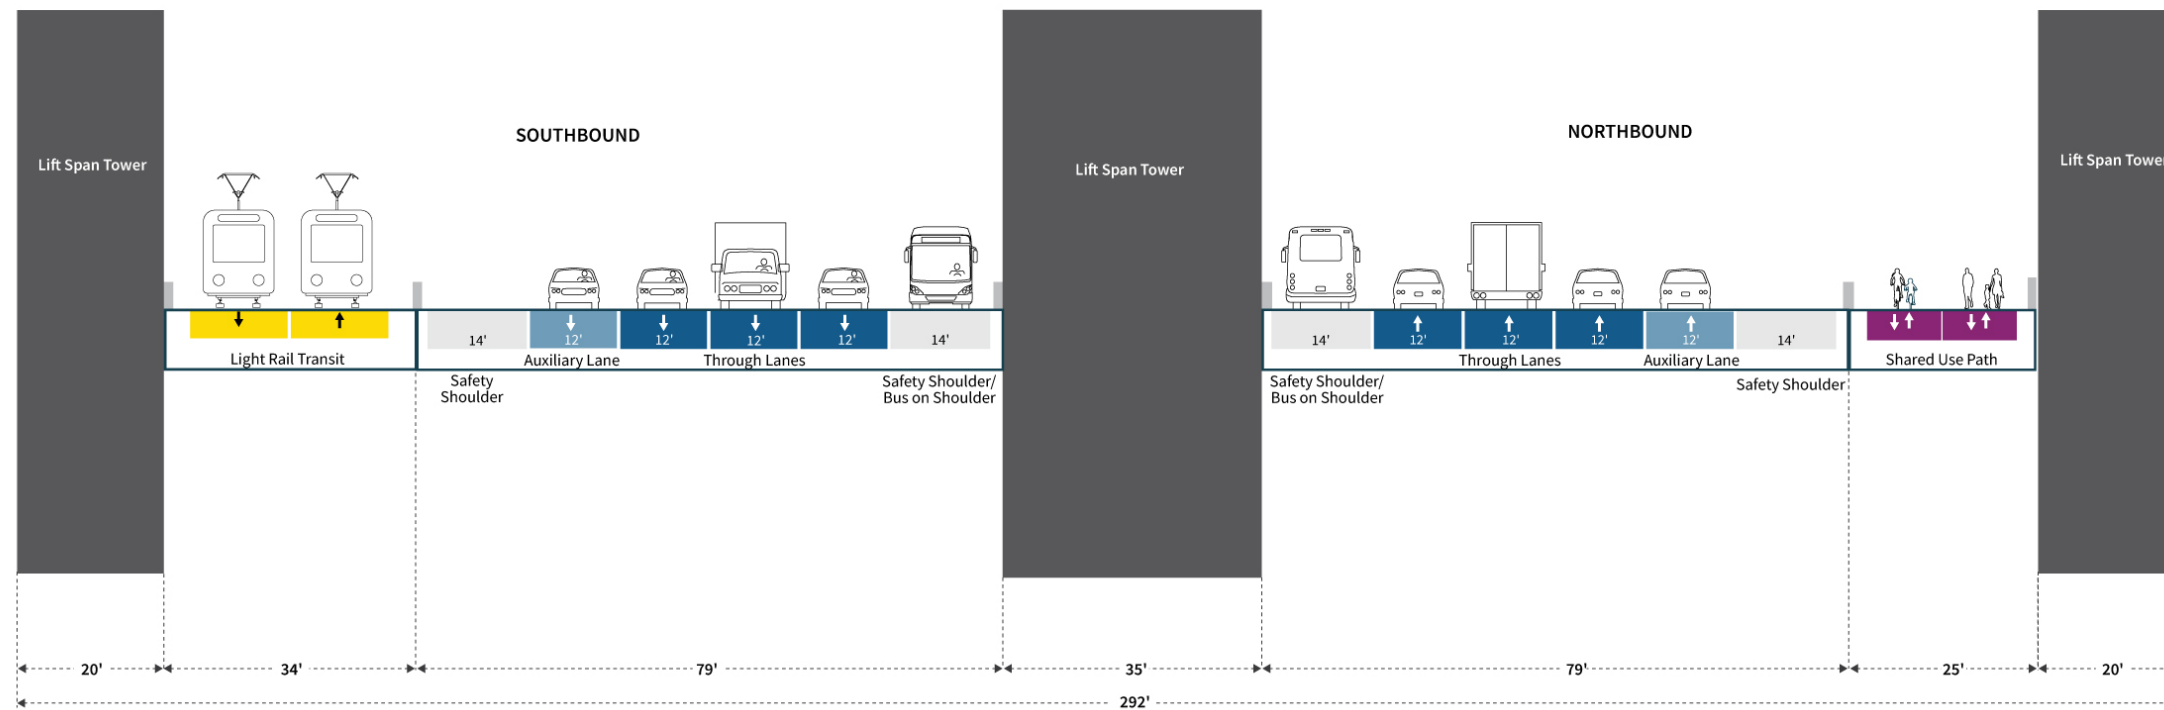 SOUTHBOUND
NORTHBOUND
Lift Span Tower
Lift Span Tower
Lift Span Tower
14'
12'
12'
12'
12'
14'
14'
12'
12'
12'
12'
14'
Light Rail Transit
Auxiliary Lane
Through Lanes
Through Lanes
Auxiliary Lane
Shared Use Path
Safety
Shoulder
Safety Shoulder/
Bus on Shoulder
Safety Shoulder/
Bus on Shoulder
Safety Shoulder
20'
34'
79'
35'
79'
25'
20'
292'